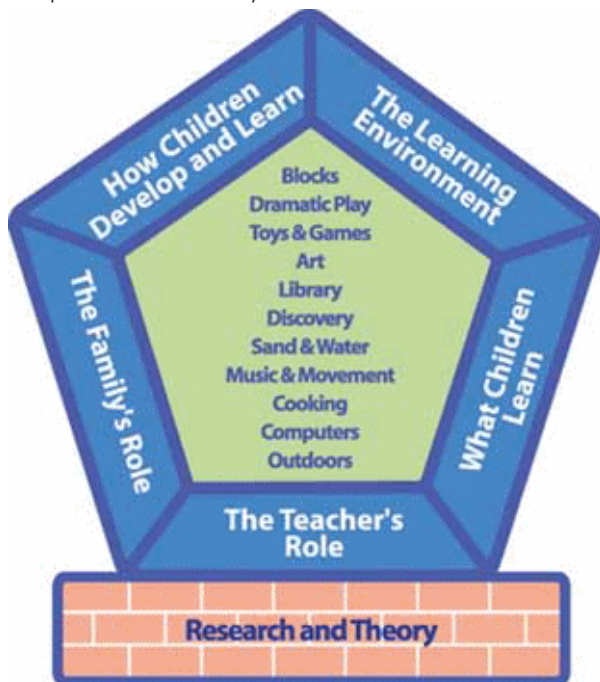 How Children
Develop and Learn
The Learning
Environment
Blocks
Dramatic Play
Toys & Games
Art
Library
Discovery
Sand & Water
Music & Movement
Cooking
Computers
Outdoors
The Family's Role
What Children
Learn
The Teacher's
Role
Research and Theory